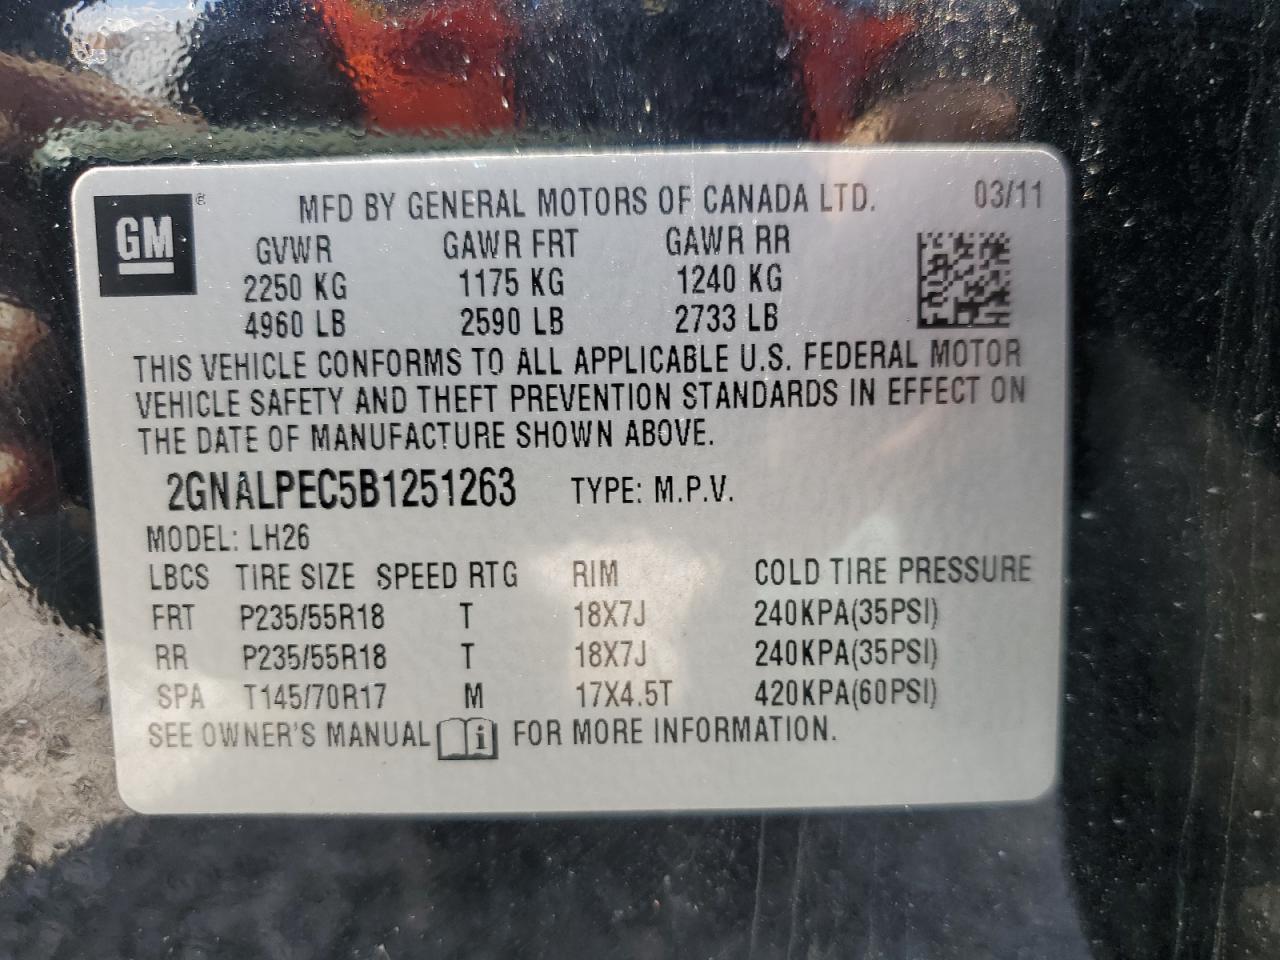 GM ® MFD BY GENERAL MOTORS OF CANADA LTD. 03/11
GVWR GAWR FRT GAWR RR
2250 KG 1175 KG 1240 KG
4960 LB 2590 LB 2733 LB
THIS VEHICLE CONFORMS TO ALL APPLICABLE U.S. FEDERAL MOTOR
VEHICLE SAFETY AND THEFT PREVENTION STANDARDS IN EFFECT ON
THE DATE OF MANUFACTURE SHOWN ABOVE.
2GNALPEC5B1251263 TYPE: M.P.V.
MODEL: LH26
LBCS TIRE SIZE SPEED RTG RIM COLD TIRE PRESSURE
FRT P235/55R18 T 18X7J 240KPA(35PSI)
RR P235/55R18 T 18X7J 240KPA(35PSI)
SPA T145/70R17 M 17X4.5T 420KPA(60PSI)
SEE OWNER'S MANUAL i FOR MORE INFORMATION.